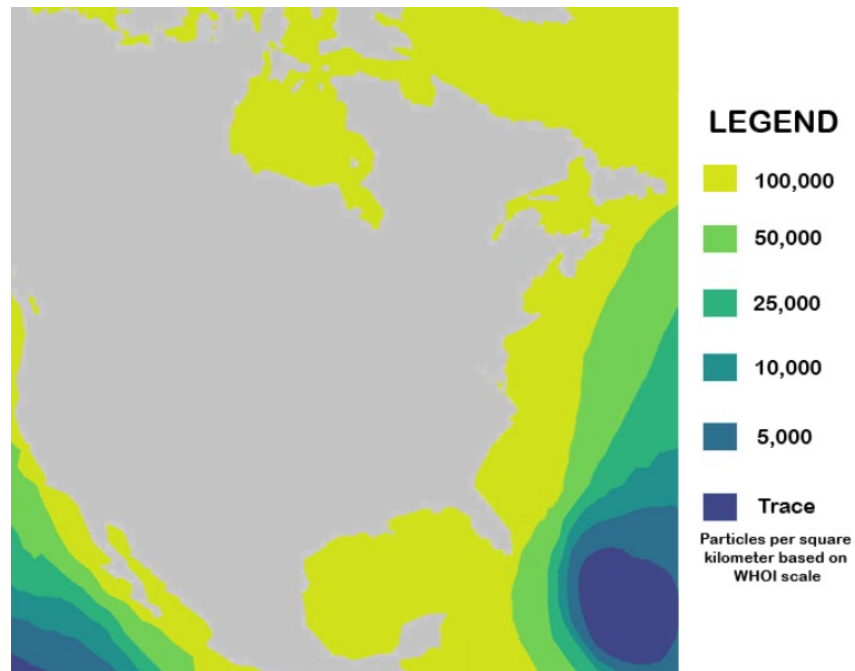 LEGEND
100,000
50,000
25,000
10,000
5,000
Trace
Particles per square
kilometer based on
WHOI scale